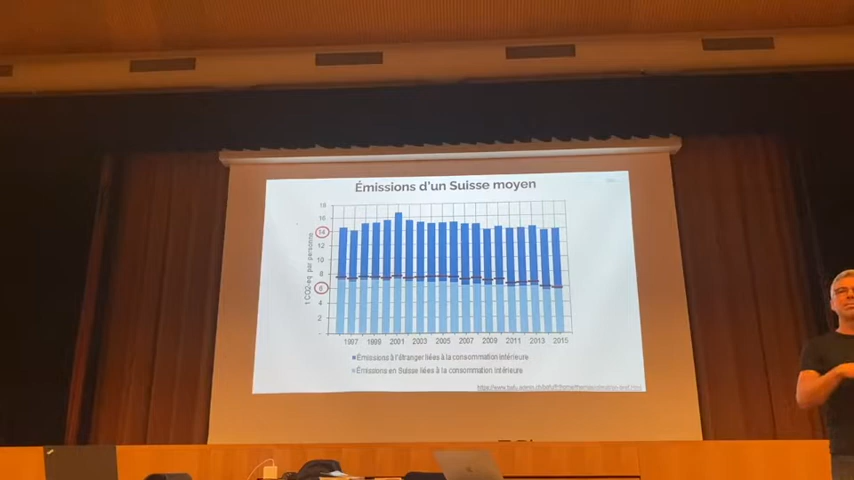 Émissions d'un Suisse moyen
t CO2-éq. par personne
18
16
14
12
10
8
6
4
2
-
1997 1999 2001 2003 2005 2007 2009 2011 2013 2015
Émissions à l'étranger liées à la consommation intérieure
Émissions en Suisse liées à la consommation intérieure